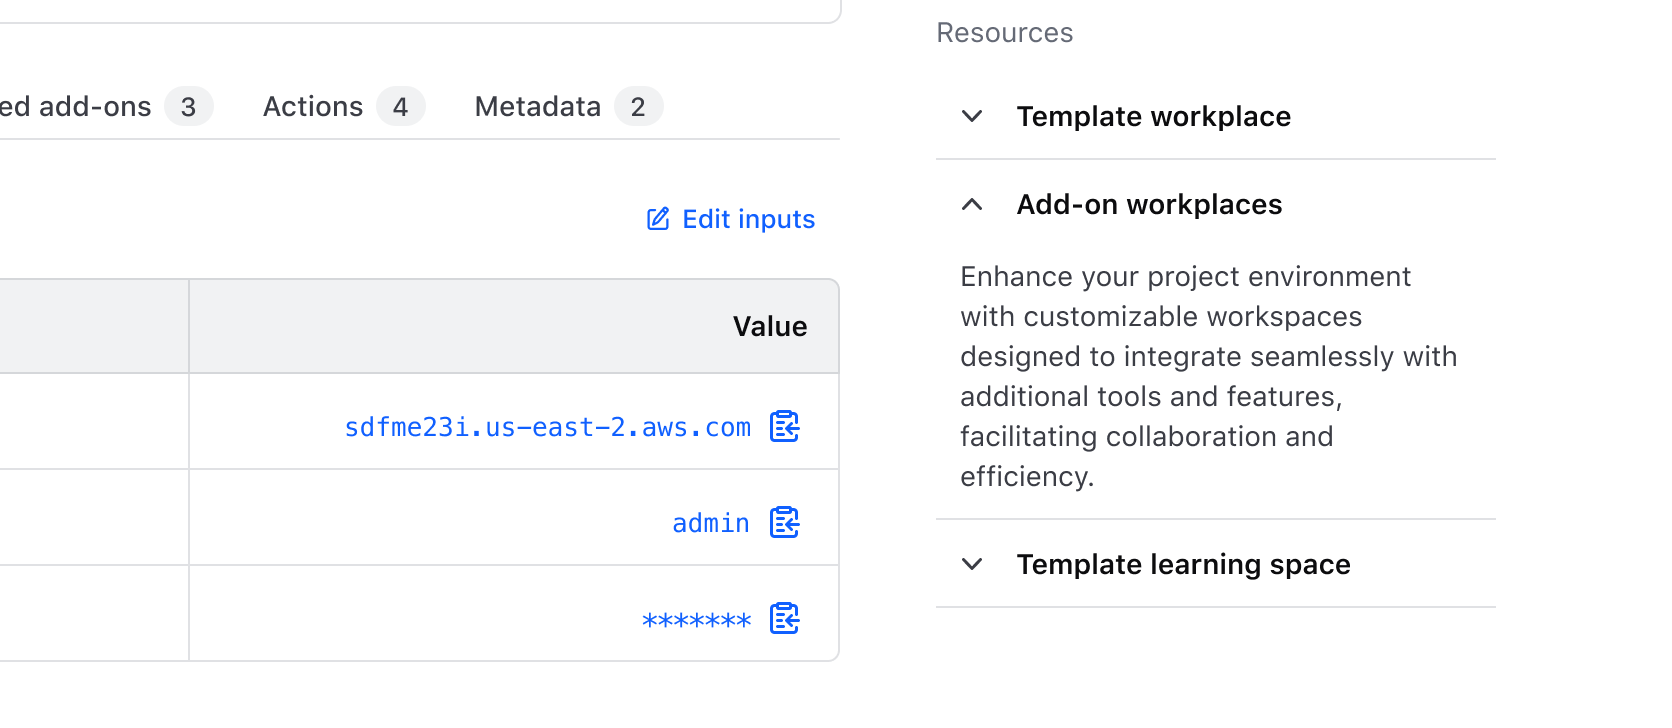 ed add-ons 3 Actions 4 Metadata 2
Edit inputs
Value
sdfme23i.us-east-2.aws.com
admin
*******
Resources
Template workplace
Add-on workplaces
Enhance your project environment
with customizable workspaces
designed to integrate seamlessly with
additional tools and features,
facilitating collaboration and
efficiency.
Template learning space